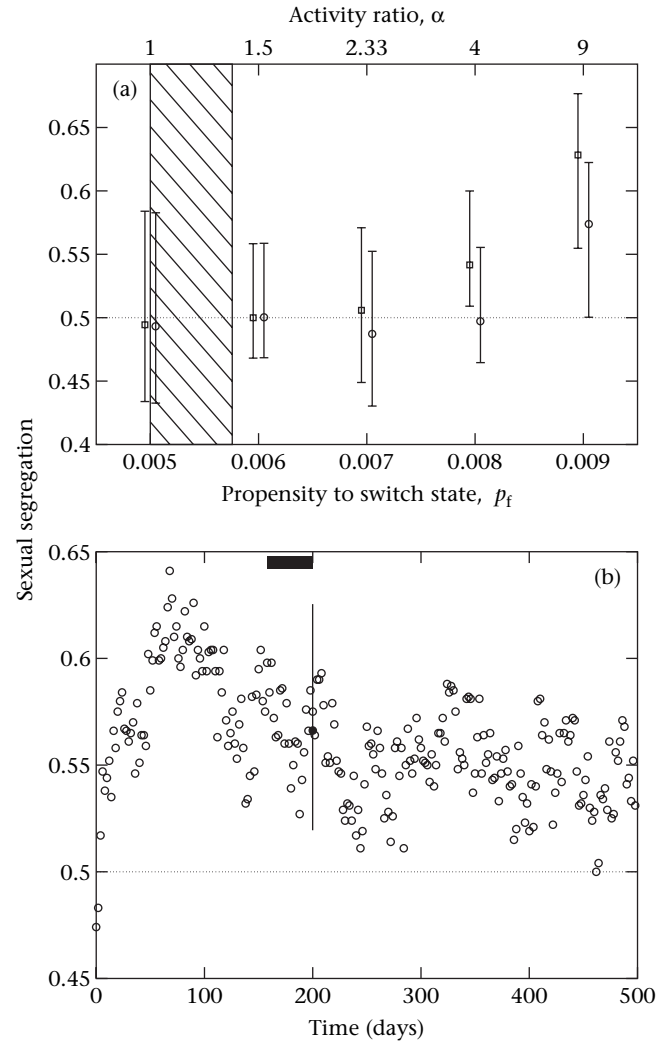 Activity ratio, α
1 1.5 2.33 4 9
(a)
0.65
0.6
0.55
0.5
0.45
0.4
0.005 0.006 0.007 0.008 0.009
Propensity to switch state, pf
Sexual segregation
0.65
(b)
0.6
0.55
0.5
0.45
0 100 200 300 400 500
Time (days)